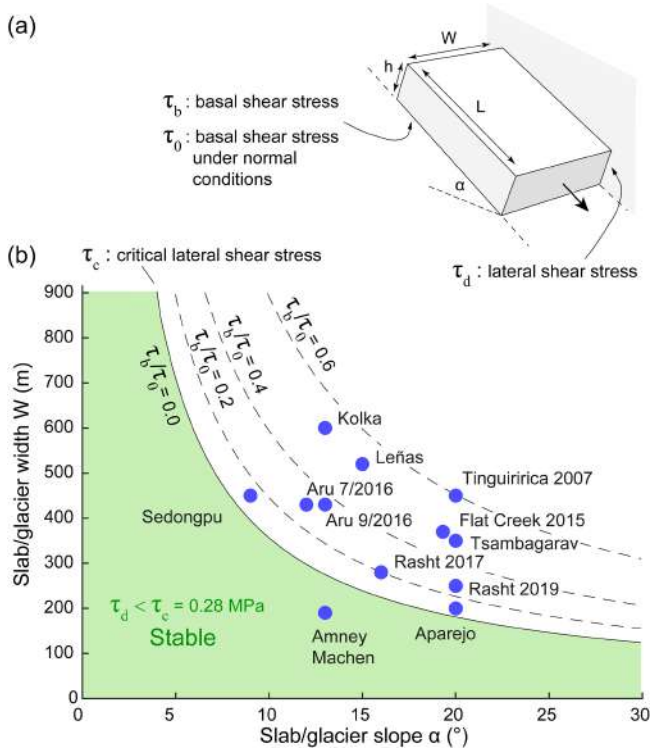 (a)
W
h
L
α
τb : basal shear stress
τ0 : basal shear stress
under normal
conditions
τd : lateral shear stress
(b)
τc : critical lateral shear stress
Slab/glacier width W (m)
900
800
700
600
500
400
300
200
100
0
τb/τ0 = 0.0
τb/τ0 = 0.2
τb/τ0 = 0.4
τb/τ0 = 0.6
Kolka
Leñas
Tinguiririca 2007
Aru 7/2016
Sedongpu
Aru 9/2016
Flat Creek 2015
Tsambagarav
Rasht 2017
Rasht 2019
τd < τc = 0.28 MPa
Stable
Amney
Machen
Aparejo
0
5
10
15
20
25
30
Slab/glacier slope α (°)